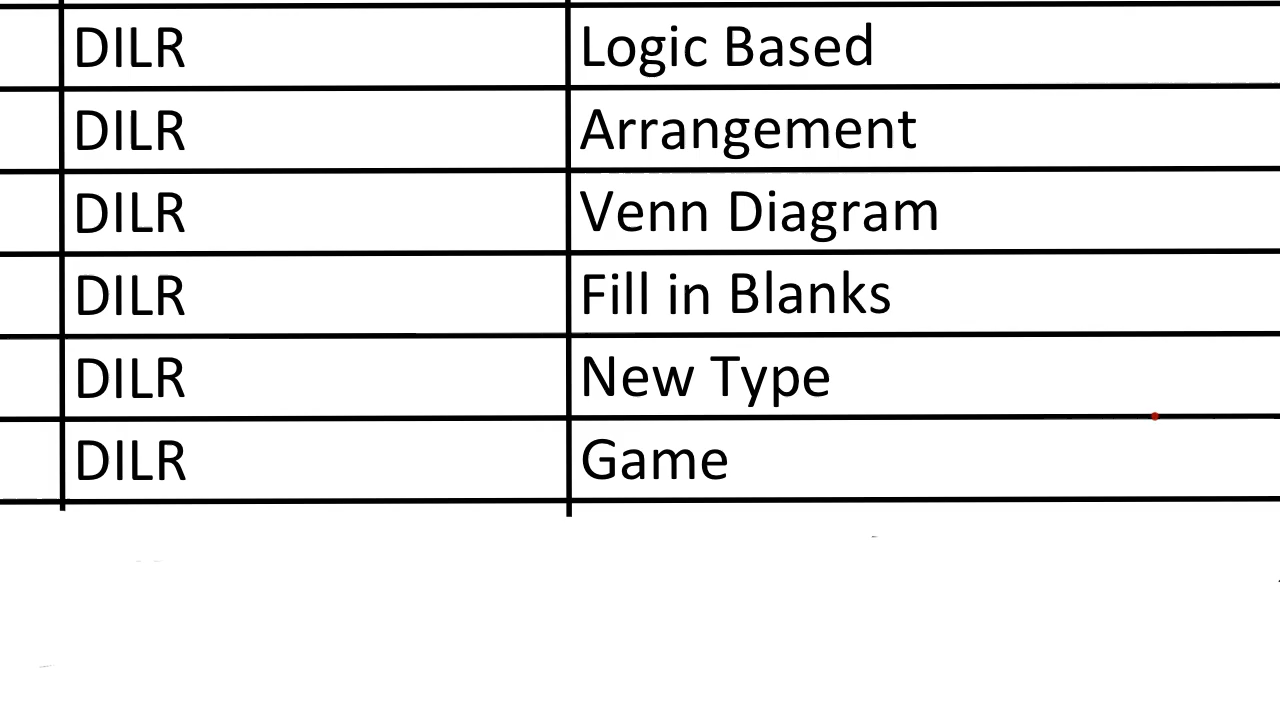 DILR Logic Based
DILR Arrangement
DILR Venn Diagram
DILR Fill in Blanks
DILR New Type
DILR Game